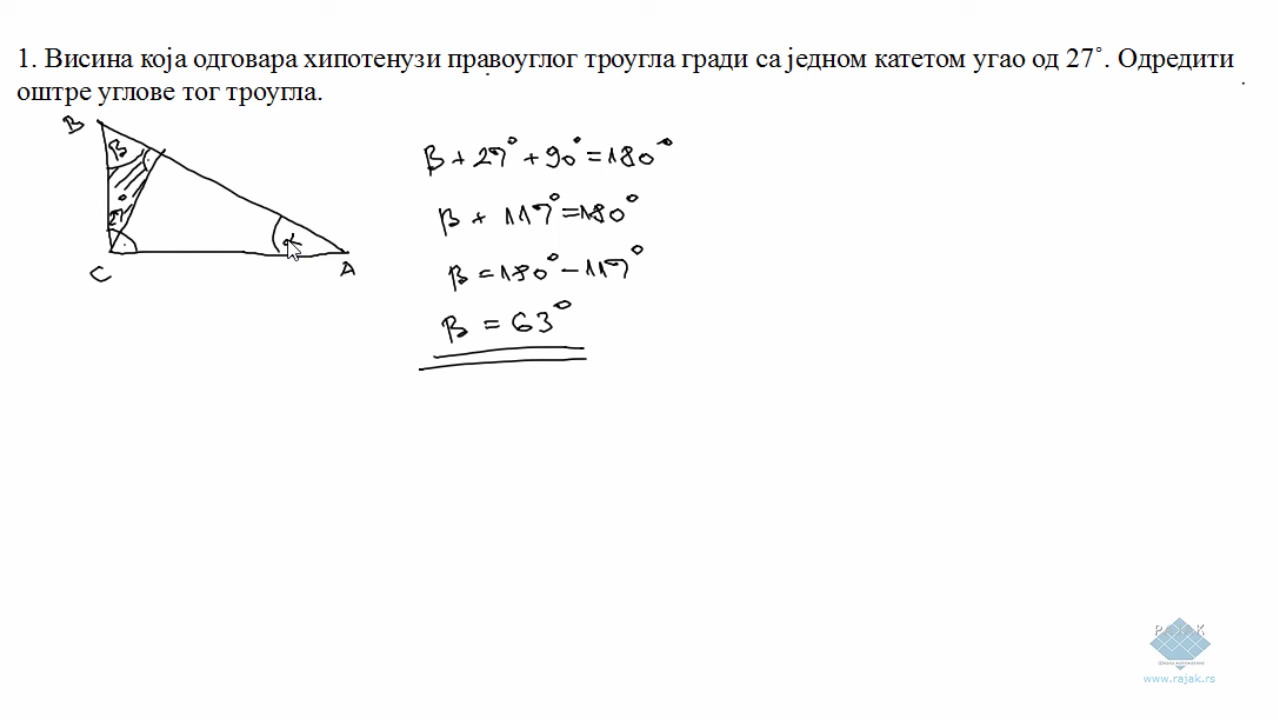 1. Висина која одговара хипотенузи правоуглог троугла гради са једном катетом угао од 27°. Одредити
оштре углове тог троугла.
B
β
27°
C
α
A
β + 27° + 90° = 180°
β + 117° = 180°
β = 180° - 117°
β = 63°
РАЈАК
www.rajak.rs